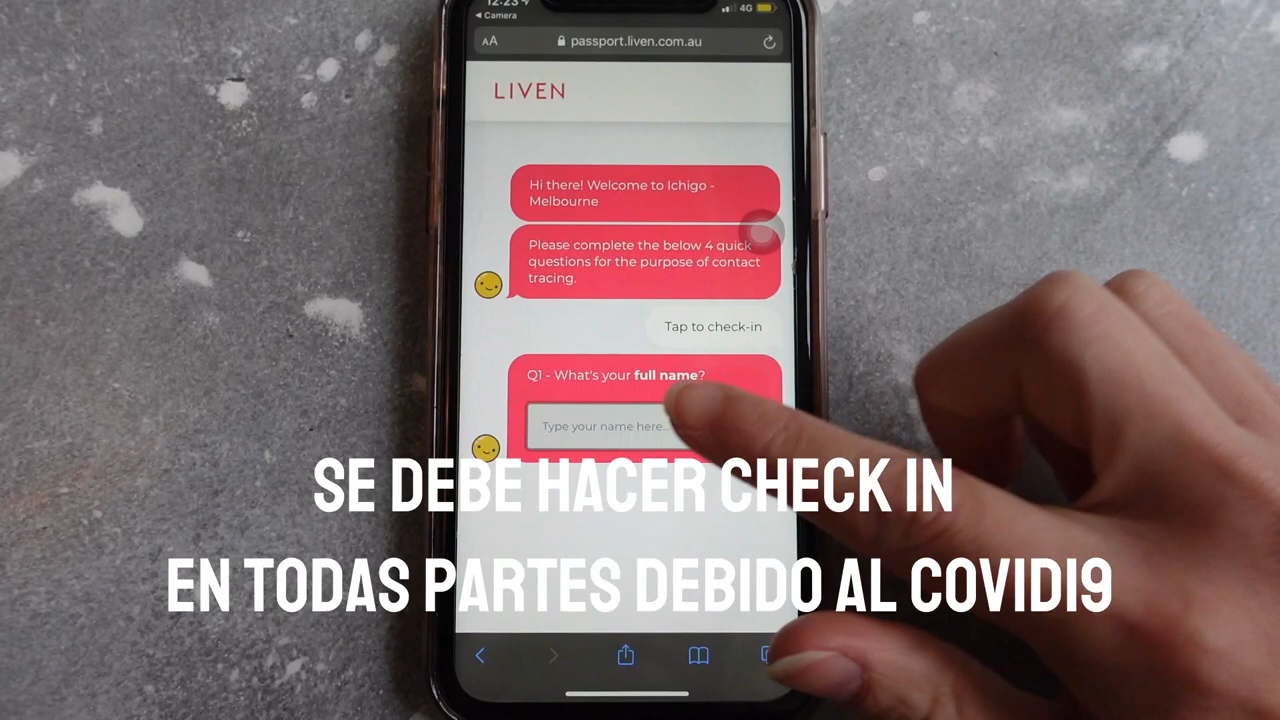 12:23
Camera
4G
AA
passport.liven.com.au
LIVEN
Hi there! Welcome to Ichigo -
Melbourne
Please complete the below 4 quick
questions for the purpose of contact
tracing.
Tap to check-in
Q1 - What's your full name?
Type your name here...
SE DEBE HACER CHECK IN
EN TODAS PARTES DEBIDO AL COVID19